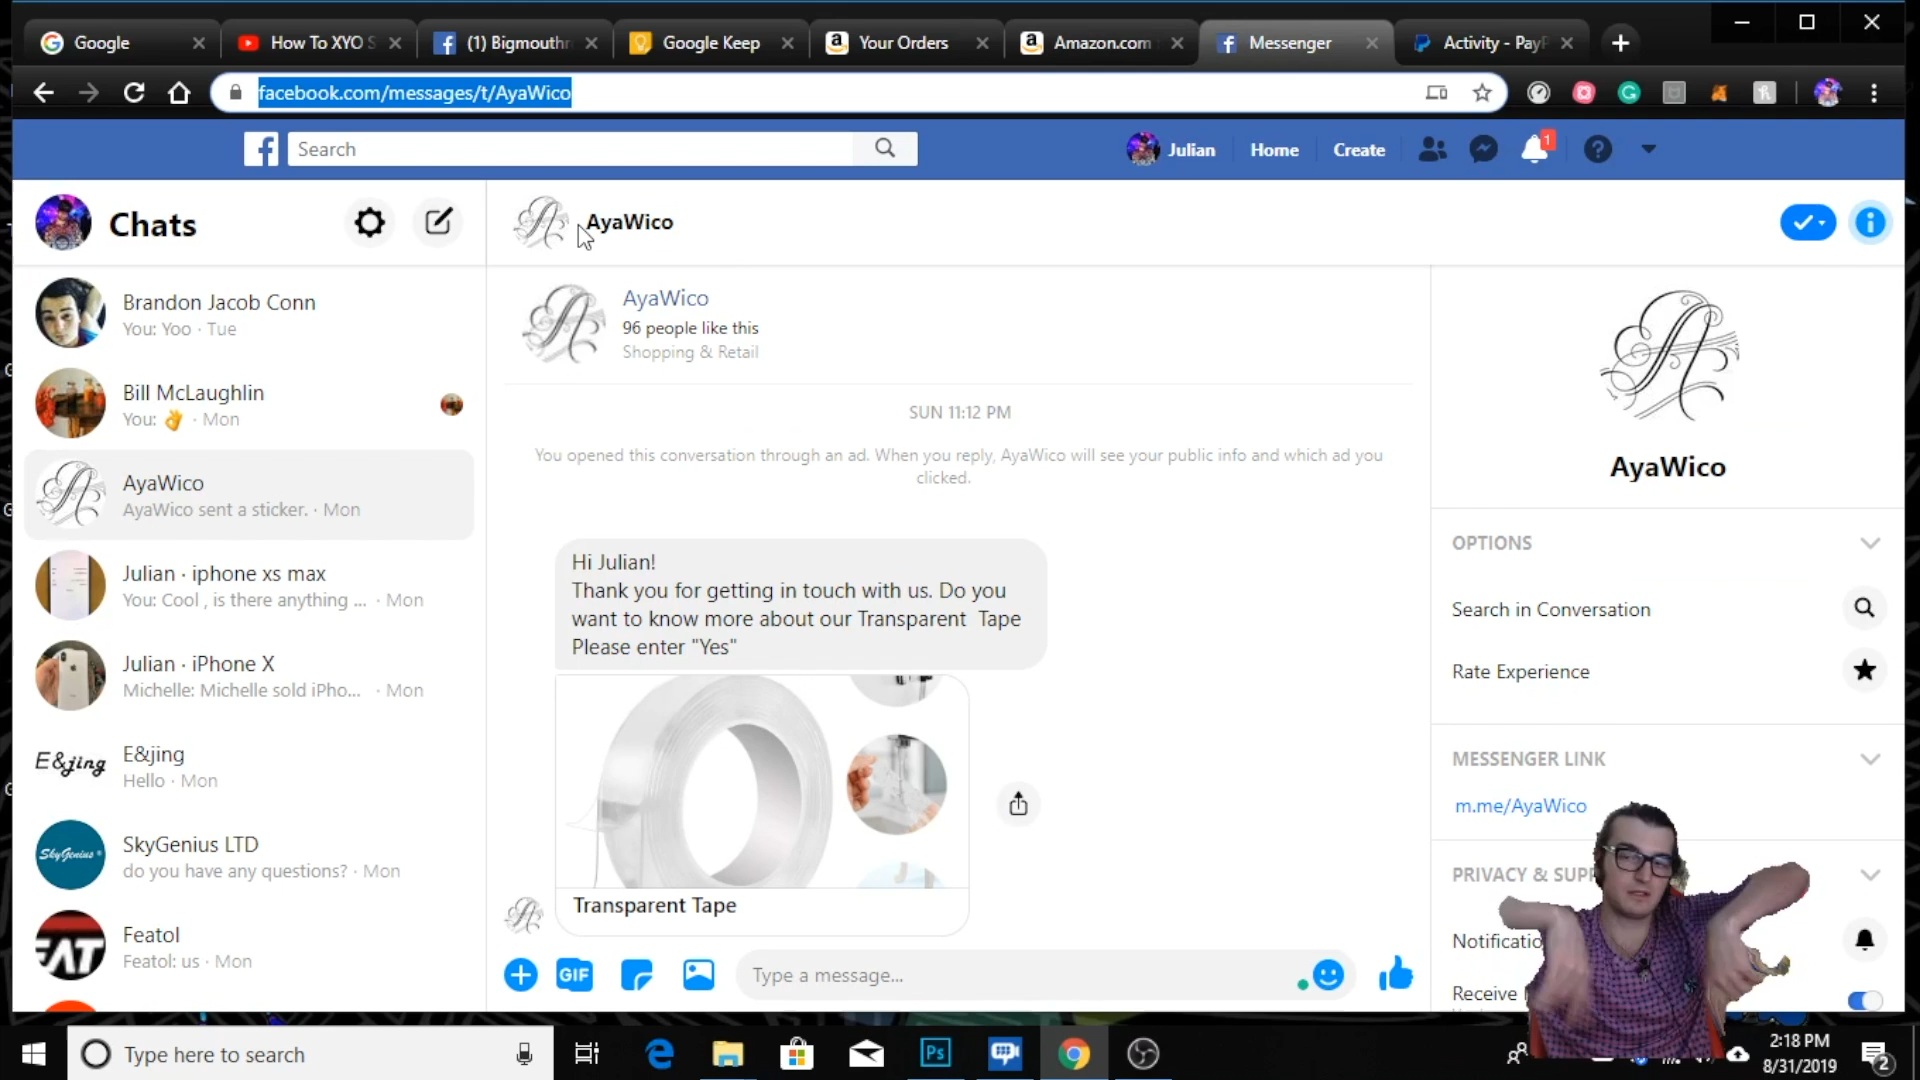 Google
How To XYO S
(1) Bigmouthr
Google Keep
Your Orders
Amazon.com
Messenger
Activity - PayP
facebook.com/messages/t/AyaWico
Search
Julian
Home
Create
1
Chats
AyaWico
Brandon Jacob Conn
You: Yoo · Tue
Bill McLaughlin
You: 👌 · Mon
AyaWico
AyaWico sent a sticker. · Mon
Julian · iphone xs max
You: Cool , is there anything ... · Mon
Julian · iPhone X
Michelle: Michelle sold iPho... · Mon
E&jing
E&jing
Hello · Mon
SkyGenius
SkyGenius LTD
do you have any questions? · Mon
FEAT
Featol
Featol: us · Mon
AyaWico
96 people like this
Shopping & Retail
SUN 11:12 PM
You opened this conversation through an ad. When you reply, AyaWico will see your public info and which ad you
clicked.
Hi Julian!
Thank you for getting in touch with us. Do you
want to know more about our Transparent Tape
Please enter "Yes"
Transparent Tape
GIF
Type a message...
AyaWico
OPTIONS
Search in Conversation
Rate Experience
MESSENGER LINK
m.me/AyaWico
PRIVACY & SUPP
Notificatio
Receive
Type here to search
Ps
2:18 PM
8/31/2019
2